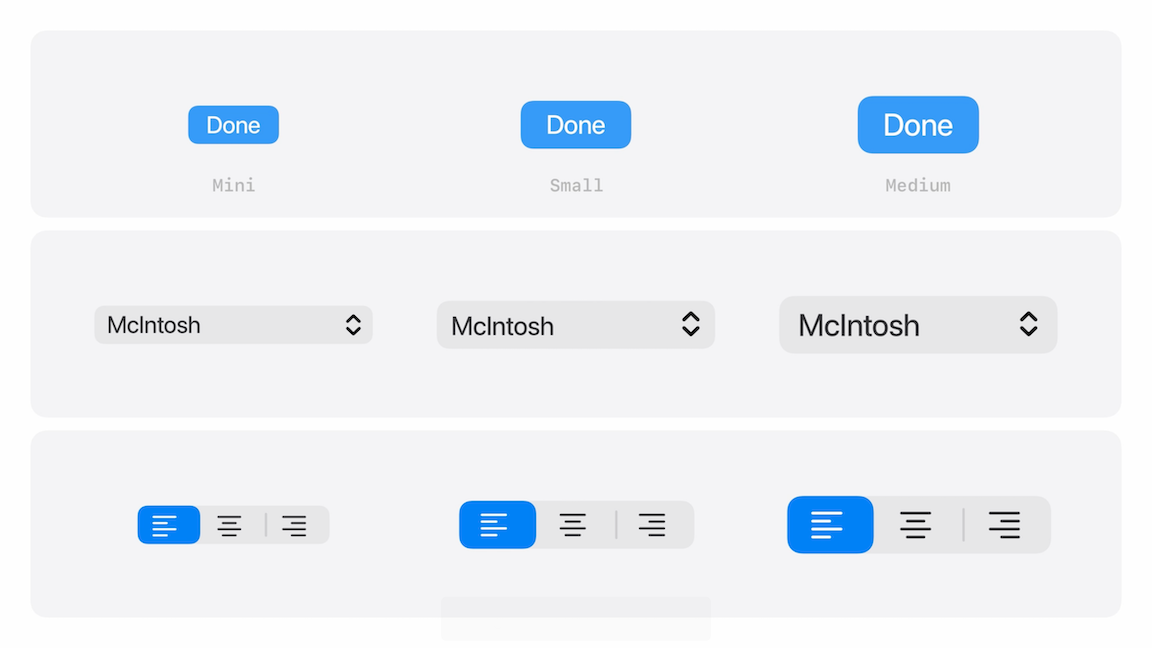 Done
Done
Done
Mini
Small
Medium
McIntosh
McIntosh
McIntosh